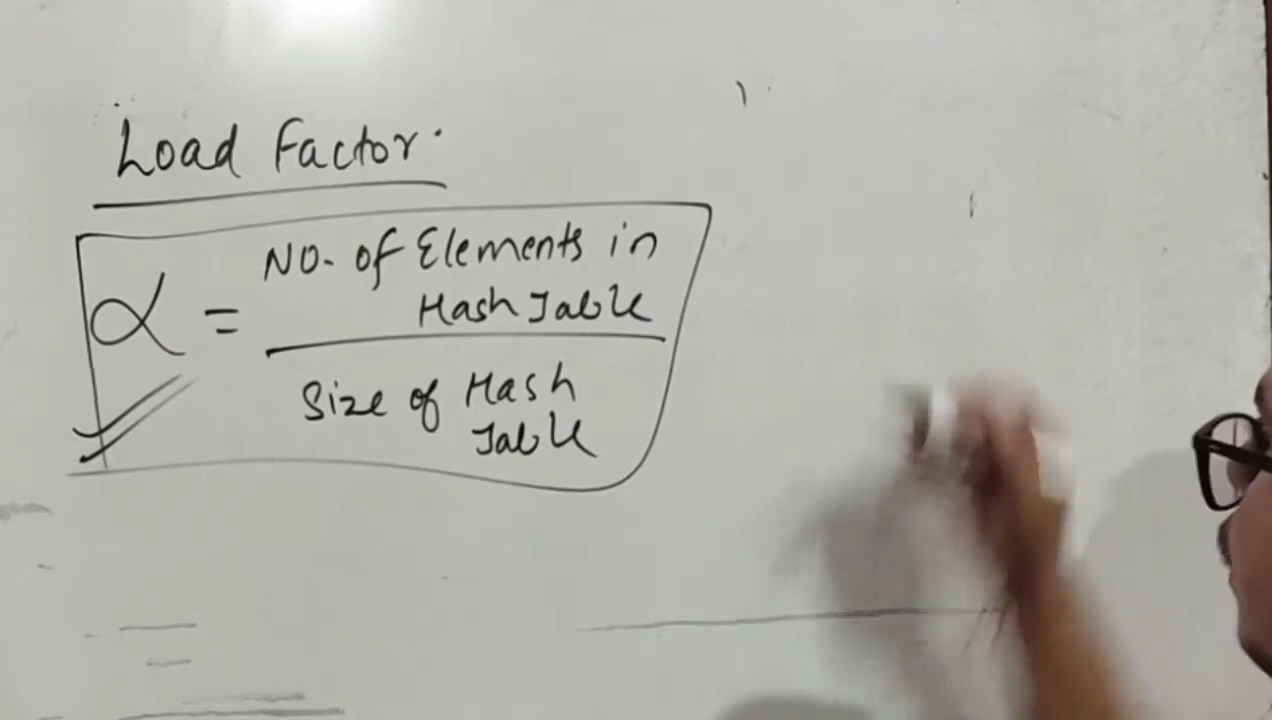 Load Factor.
No. of Elements in
Hash Table
α =
Size of Hash
Table